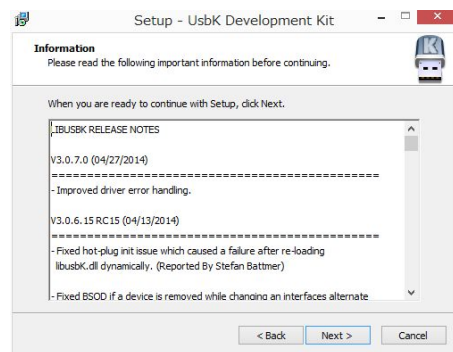 Setup - UsbK Development Kit
Information
Please read the following important information before continuing.
K
When you are ready to continue with Setup, click Next.
LIBUSBK RELEASE NOTES
V3.0.7.0 (04/27/2014)
==============================================
- Improved driver error handling.
V3.0.6.15 RC15 (04/13/2014)
==============================================
- Fixed hot-plug init issue which caused a failure after re-loading
libusbK.dll dynamically. (Reported By Stefan Battmer)
- Fixed BSOD if a device is removed while changing an interfaces alternate
< Back Next > Cancel